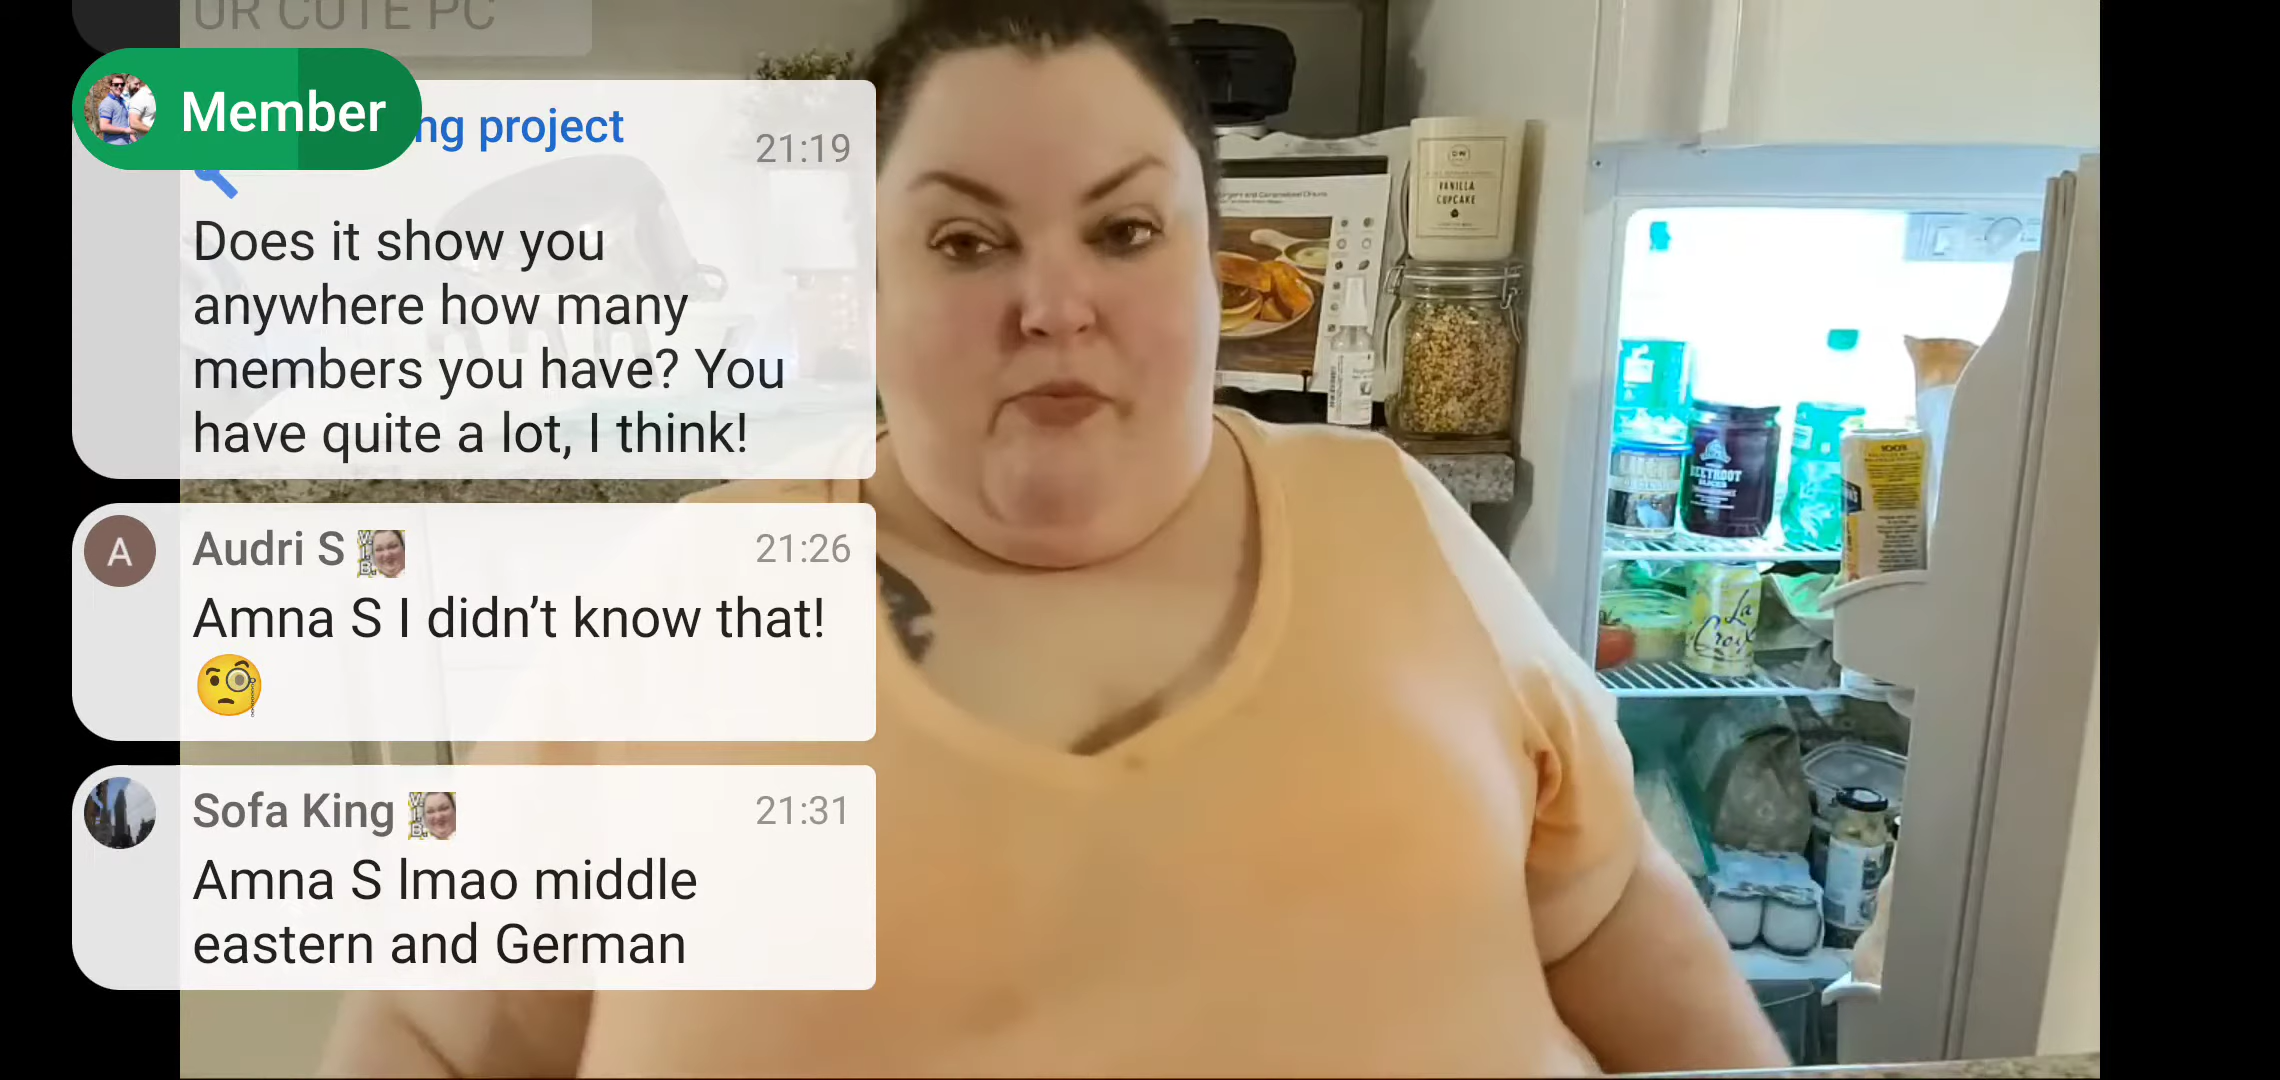 UR CUTE PC
Member
ng project
21:19
Does it show you
anywhere how many
members you have? You
have quite a lot, I think!
A
Audri S
21:26
Amna S I didn’t know that!
🧐
Sofa King
21:31
Amna S lmao middle
eastern and German
DW
VANILLA
CUPCAKE
BEETROOT
SLICES
La
Croix